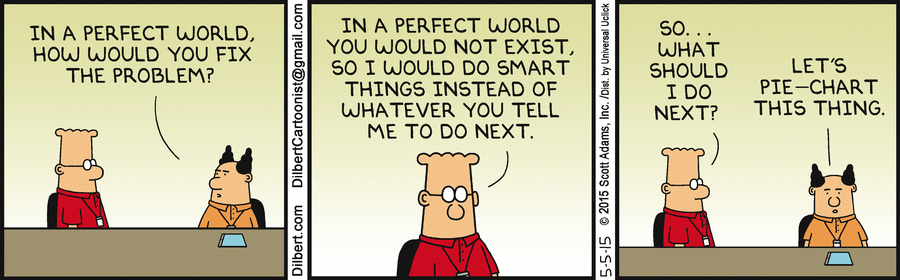 IN A PERFECT WORLD,
HOW WOULD YOU FIX
THE PROBLEM?
Dilbert.com DilbertCartoonist@gmail.com
IN A PERFECT WORLD
YOU WOULD NOT EXIST,
SO I WOULD DO SMART
THINGS INSTEAD OF
WHATEVER YOU TELL
ME TO DO NEXT.
5-5-15 © 2015 Scott Adams, Inc. /Dist. by Universal Uclick
SO...
WHAT
SHOULD
I DO
NEXT?
LET'S
PIE-CHART
THIS THING.